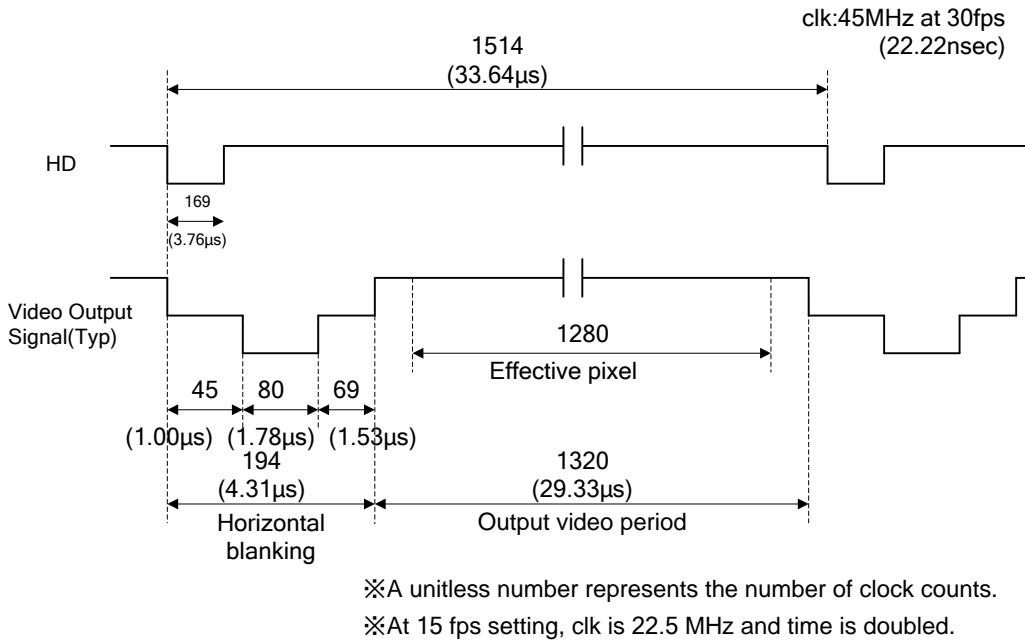 clk:45MHz at 30fps
(22.22nsec)
1514
(33.64µs)
HD
169
(3.76µs)
Video Output
Signal(Typ)
1280
Effective pixel
45 80 69
(1.00µs) (1.78µs) (1.53µs)
194
(4.31µs)
Horizontal
blanking
1320
(29.33µs)
Output video period
※A unitless number represents the number of clock counts.
※At 15 fps setting, clk is 22.5 MHz and time is doubled.